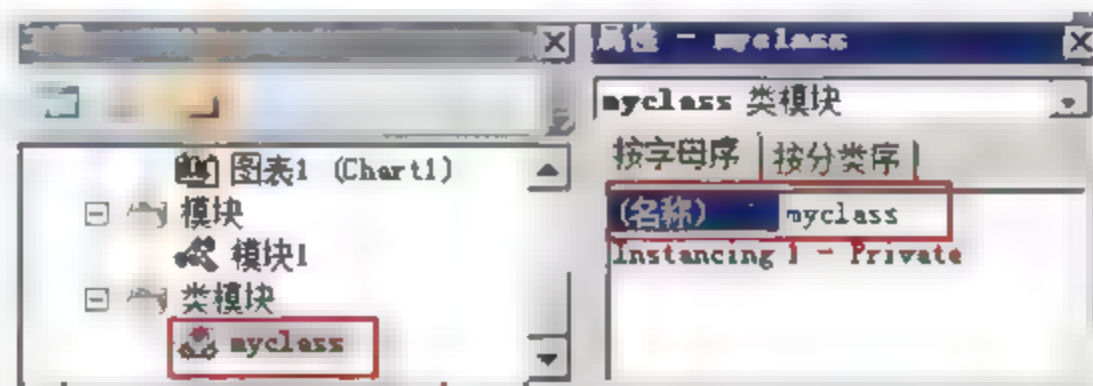 图表1 (Chart1)
模块
模块1
类模块
myclass
属性 - myclass
myclass 类模块
按字母序 按分类序
(名称) myclass
Instancing 1 - Private